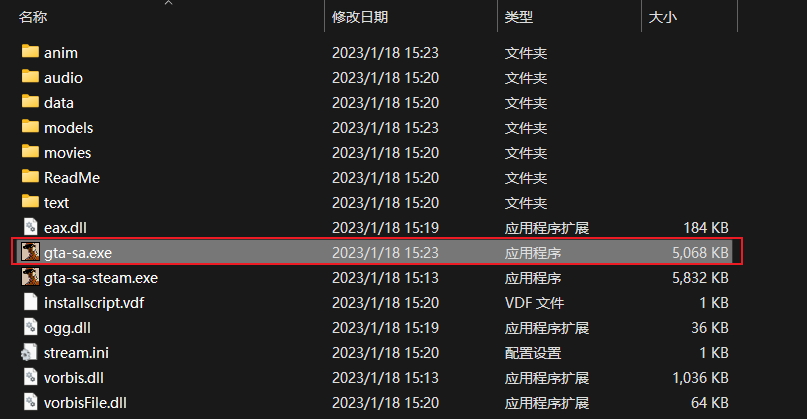 名称 修改日期 类型 大小
anim 2023/1/18 15:23 文件夹
audio 2023/1/18 15:20 文件夹
data 2023/1/18 15:20 文件夹
models 2023/1/18 15:23 文件夹
movies 2023/1/18 15:20 文件夹
ReadMe 2023/1/18 15:20 文件夹
text 2023/1/18 15:20 文件夹
eax.dll 2023/1/18 15:19 应用程序扩展 184 KB
gta-sa.exe 2023/1/18 15:23 应用程序 5,068 KB
gta-sa-steam.exe 2023/1/18 15:13 应用程序 5,832 KB
installscript.vdf 2023/1/18 15:20 VDF 文件 1 KB
ogg.dll 2023/1/18 15:19 应用程序扩展 36 KB
stream.ini 2023/1/18 15:20 配置设置 1 KB
vorbis.dll 2023/1/18 15:13 应用程序扩展 1,036 KB
vorbisFile.dll 2023/1/18 15:20 应用程序扩展 64 KB